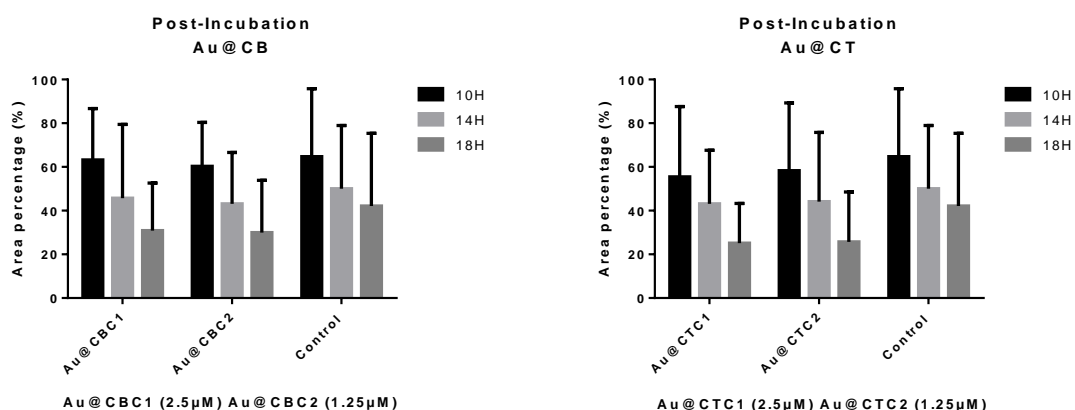 Post-Incubation
Au@CB
Area percentage (%)
100
80
60
40
20
0
10H
14H
18H
Au@CBC1
Au@CBC2
Control
Au@CBC1 (2.5µM) Au@CBC2 (1.25µM)
Post-Incubation
Au@CT
Area percentage (%)
100
80
60
40
20
0
10H
14H
18H
Au@CTC1
Au@CTC2
Control
Au@CTC1 (2.5µM) Au@CTC2 (1.25µM)